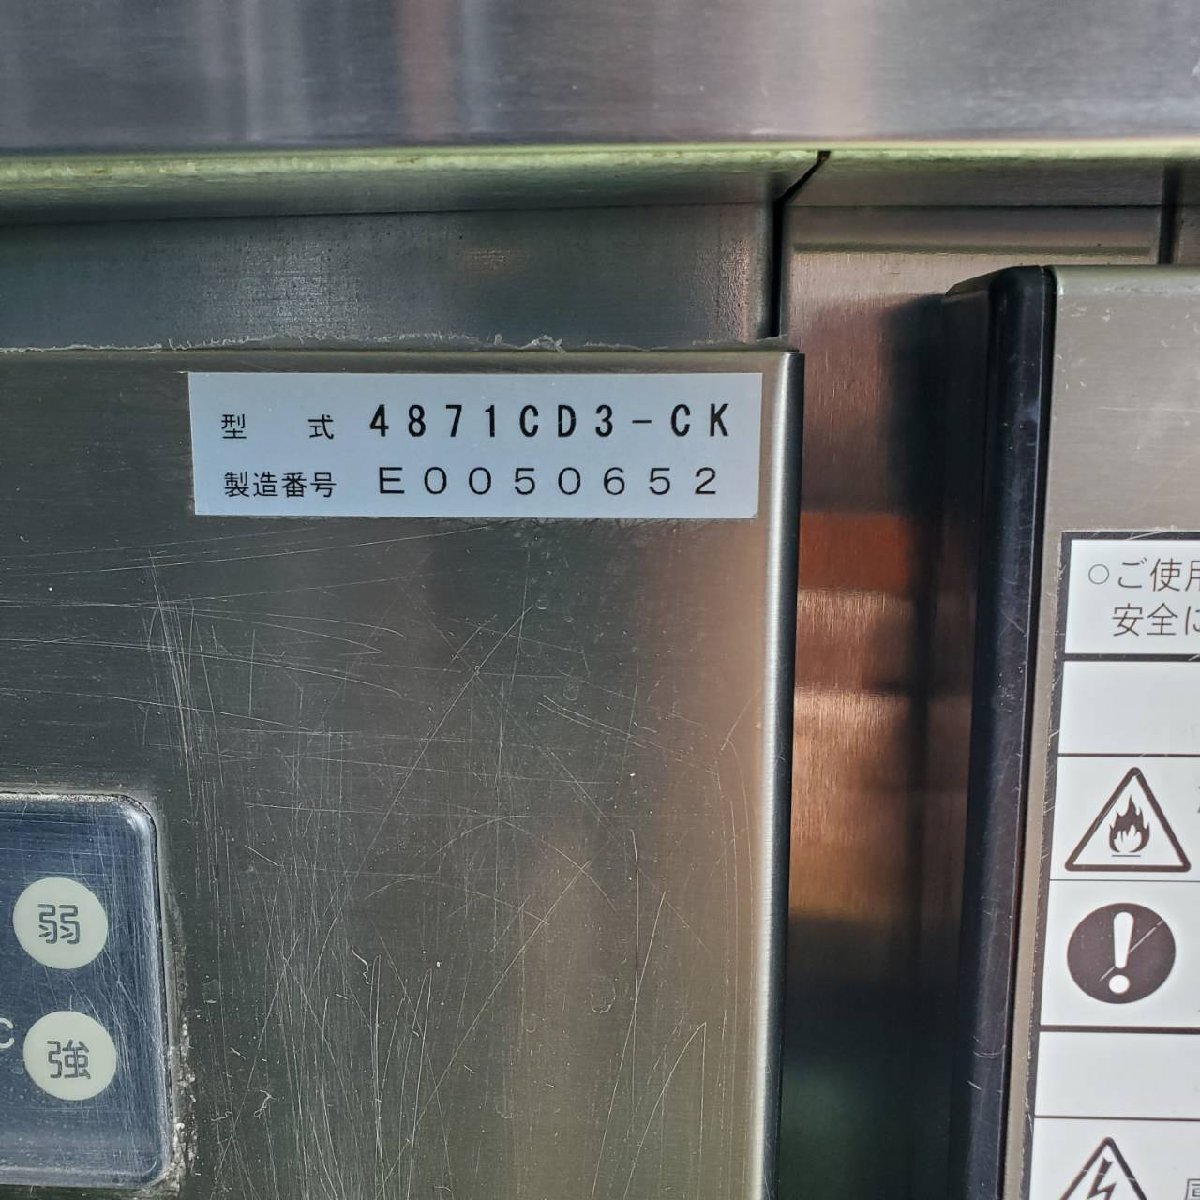 型 式 4871CD3-CK
製造番号 E0050652
○ご使用
安全に
弱
C
強